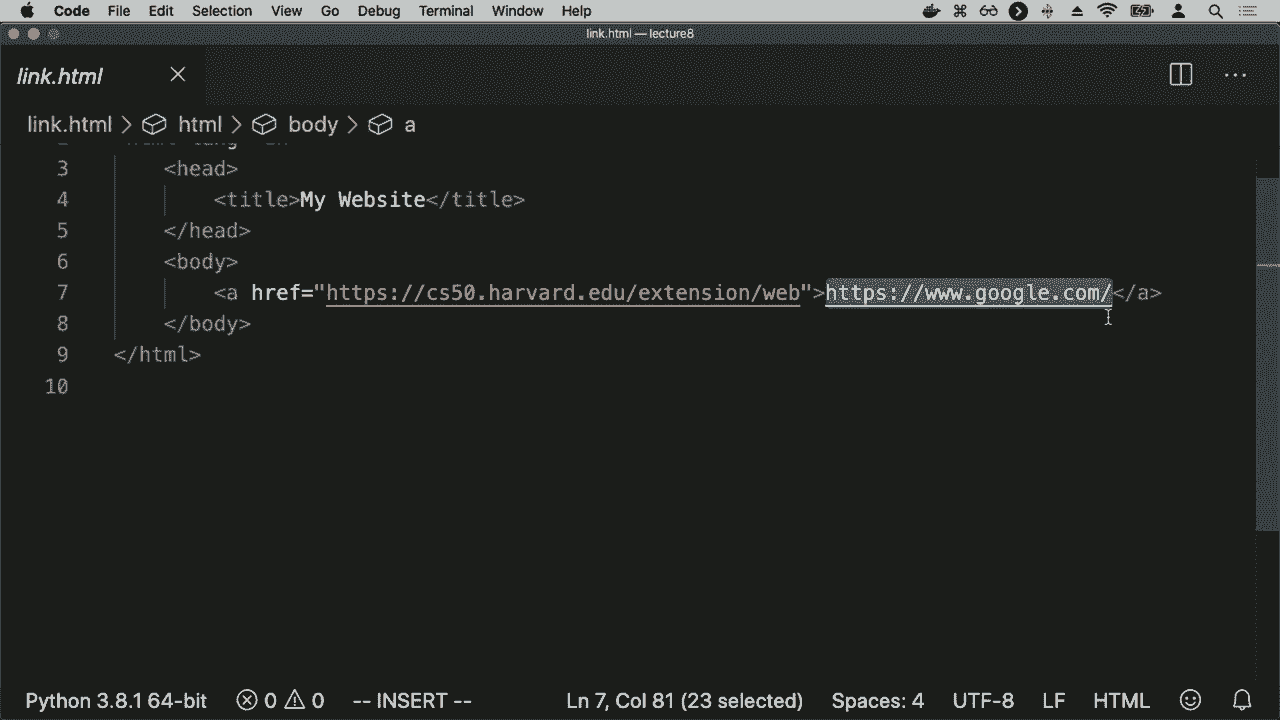 Code File Edit Selection View Go Debug Terminal Window Help
link.html — lecture8
link.html
link.html > html > body > a
3 <head>
4 <title>My Website</title>
5 </head>
6 <body>
7 <a href="https://cs50.harvard.edu/extension/web">https://www.google.com/</a>
8 </body>
9 </html>
10
Python 3.8.1 64-bit 0 0 -- INSERT -- Ln 7, Col 81 (23 selected) Spaces: 4 UTF-8 LF HTML